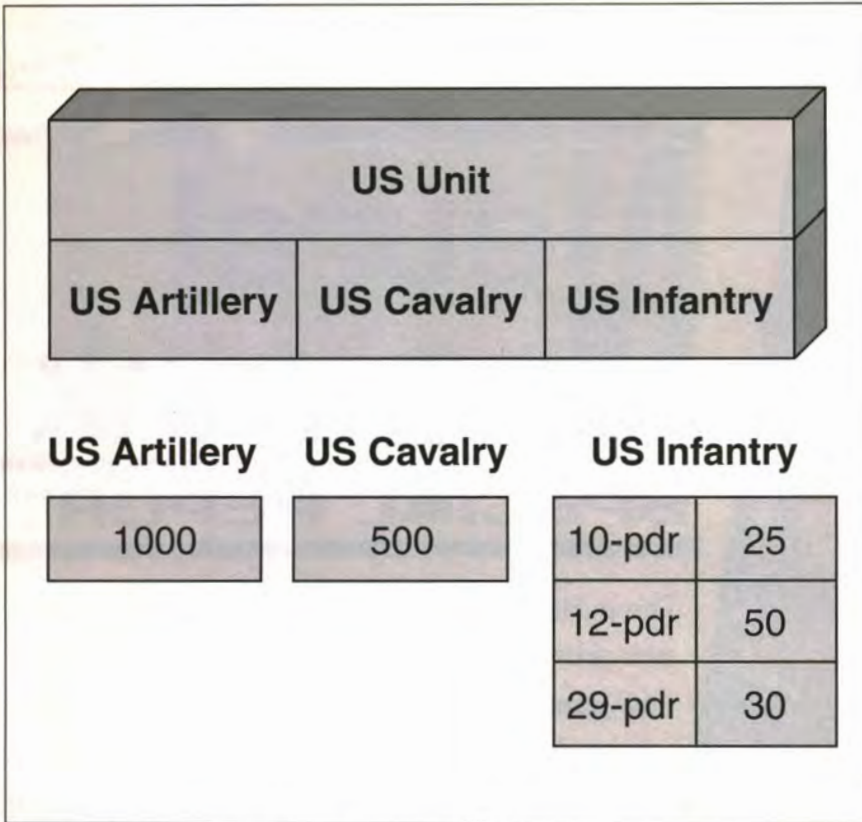 US Unit
US Artillery US Cavalry US Infantry
US Artillery US Cavalry US Infantry
1000 500 10-pdr 25
12-pdr 50
29-pdr 30